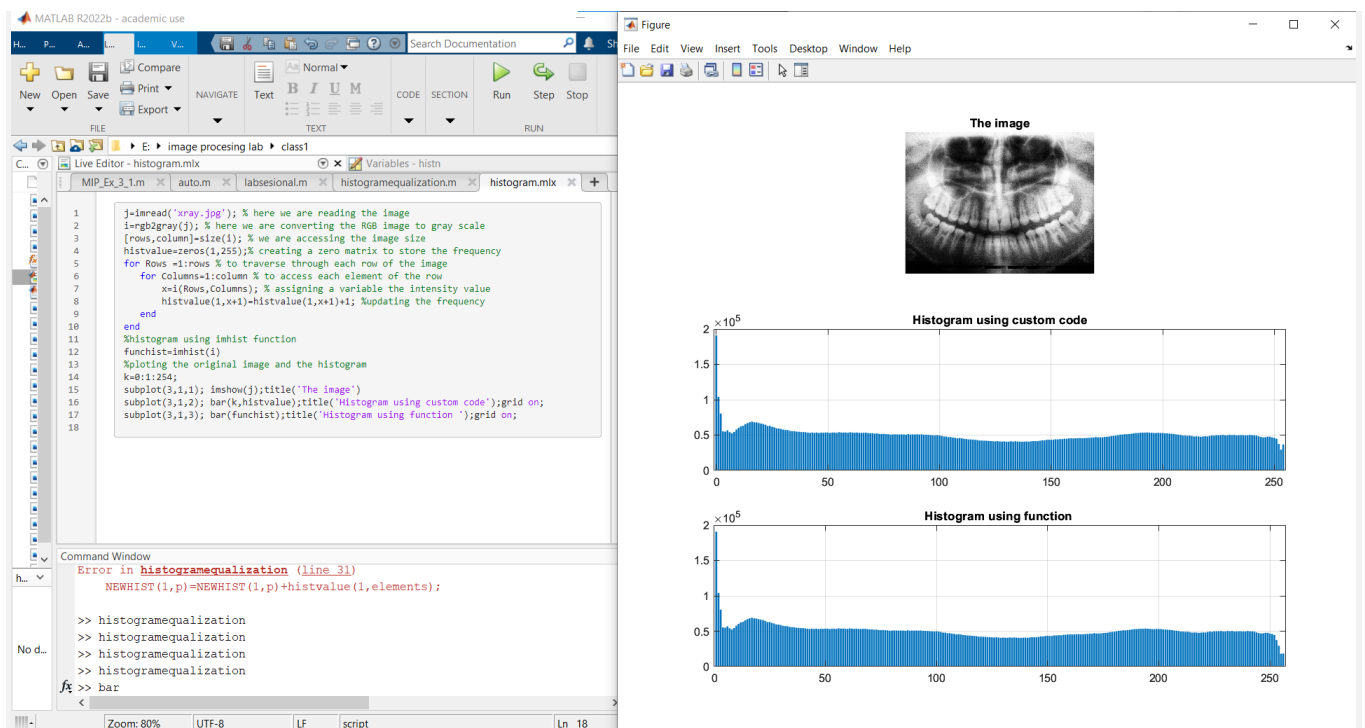 MATLAB R2022b - academic use
H... P... A... L... I... V... Search Documentation Sh
New Open Save Compare Print Export NAVIGATE Text Aa Normal B I U M CODE SECTION Run Step Stop
FILE TEXT RUN
E: image procesing lab class1
C... Live Editor - histogram.mlx Variables - histn
MIP_Ex_3_1.m auto.m labsesional.m histogramequalization.m histogram.mlx
1 j=imread('xray.jpg'); % here we are reading the image
2 i=rgb2gray(j); % here we are converting the RGB image to gray scale
3 [rows,column]=size(i); % we are accessing the image size
4 histvalue=zeros(1,255);% creating a zero matrix to store the frequency
5 for Rows =1:rows % to traverse through each row of the image
6 for Columns=1:column % to access each element of the row
7 x=i(Rows,Columns); % assigning a variable the intensity value
8 histvalue(1,x+1)=histvalue(1,x+1)+1; %updating the frequency
9 end
10 end
11 %histogram using imhist function
12 funchist=imhist(i)
13 %ploting the original image and the histogram
14 k=0:1:254;
15 subplot(3,1,1); imshow(j);title('The image')
16 subplot(3,1,2); bar(k,histvalue);title('Histogram using custom code');grid on;
17 subplot(3,1,3); bar(funchist);title('Histogram using function ');grid on;
18
Command Window
Error in histogramequalization (line 31)
NEWHIST(1,p)=NEWHIST(1,p)+histvalue(1,elements);
>> histogramequalization
>> histogramequalization
>> histogramequalization
>> histogramequalization
fx >> bar
h...
No d...
Zoom: 80% UTF-8 LF script Ln 18
Figure
File Edit View Insert Tools Desktop Window Help
The image
Histogram using custom code
×10⁵
2
1.5
1
0.5
0
0 50 100 150 200 250
Histogram using function
×10⁵
2
1.5
1
0.5
0
0 50 100 150 200 250